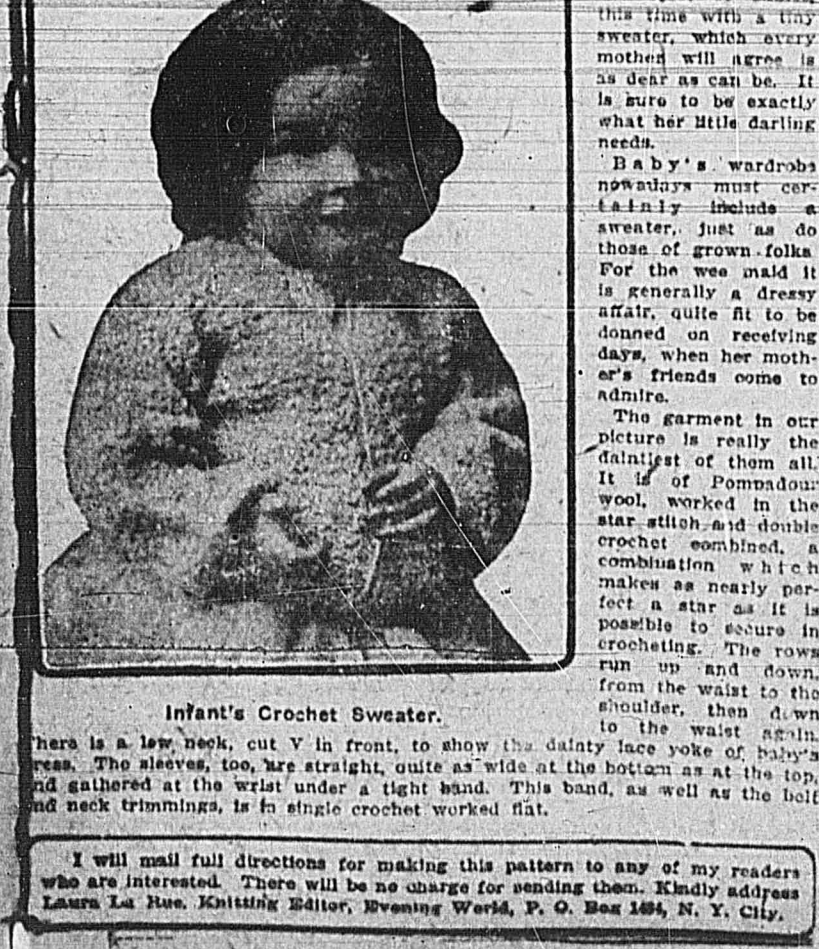 this time with a tiny
sweater, which every
mother will agree is
as dear as can be. It
is sure to be exactly
what her little darling
needs.
Baby's wardrobe
nowadays must cer-
tainly include a
sweater, just as do
those of grown folks
For the wee maid it
is generally a dressy
affair, quite fit to be
donned on receiving
days, when her moth-
er's friends come to
admire.
The garment in our
picture is really the
daintiest of them all.
It is of Pompadour
wool, worked in the
star stitch and double
crochet combined, a
combination which
makes as nearly per-
fect a star as it is
possible to secure in
crocheting. The rows
run up and down,
from the waist to the
shoulder, then down
to the waist again.
Infant's Crochet Sweater.
here is a low neck, cut V in front, to show the dainty lace yoke of baby's
ress. The sleeves, too, are straight, quite as wide at the bottom as at the top,
nd gathered at the wrist under a tight band. This band, as well as the belt
nd neck trimmings, is in single crochet worked flat.
I will mail full directions for making this pattern to any of my readers
who are interested. There will be no charge for sending them. Kindly address
Laura La Rue, Knitting Editor, Evening World, P. O. Box 1494, N. Y. City.